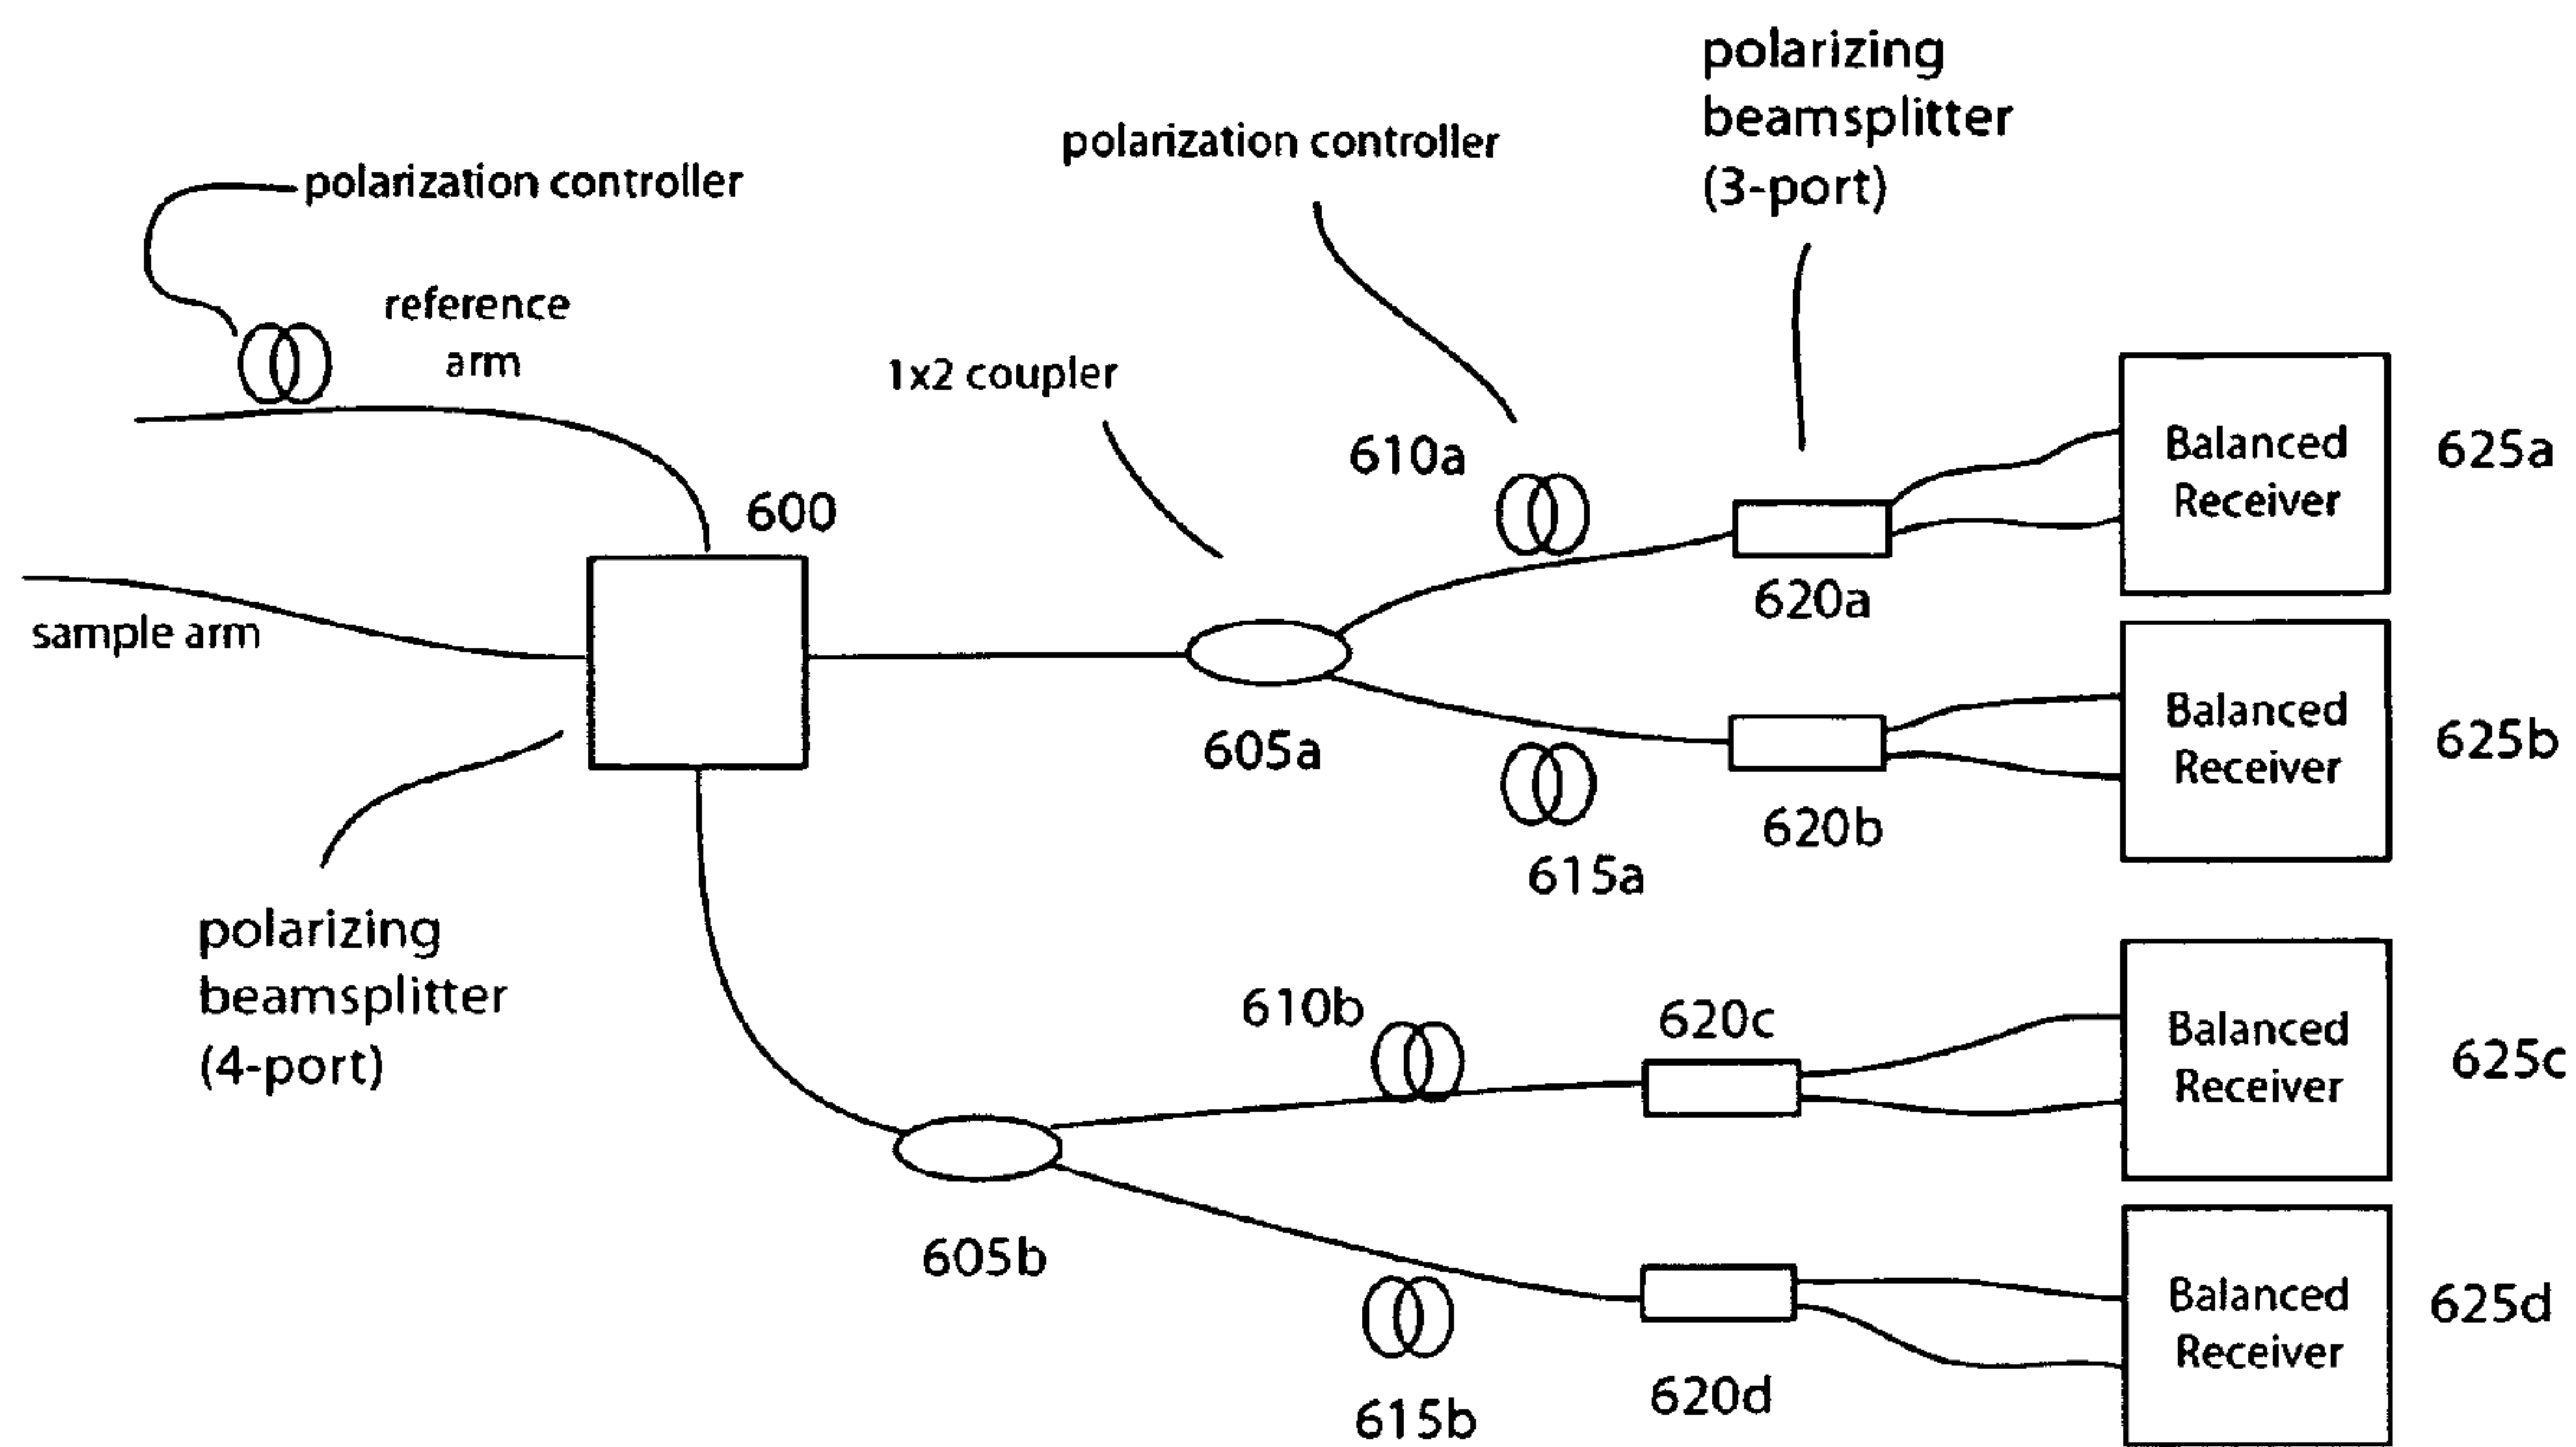 polarizing
beamsplitter
(3-port)
polarization controller
polarization controller
reference
arm
1x2 coupler
610a
Balanced
Receiver
625a
600
620a
sample arm
605a
Balanced
Receiver
625b
620b
615a
polarizing
beamsplitter
(4-port)
610b
620c
Balanced
Receiver
625c
605b
Balanced
Receiver
625d
620d
615b